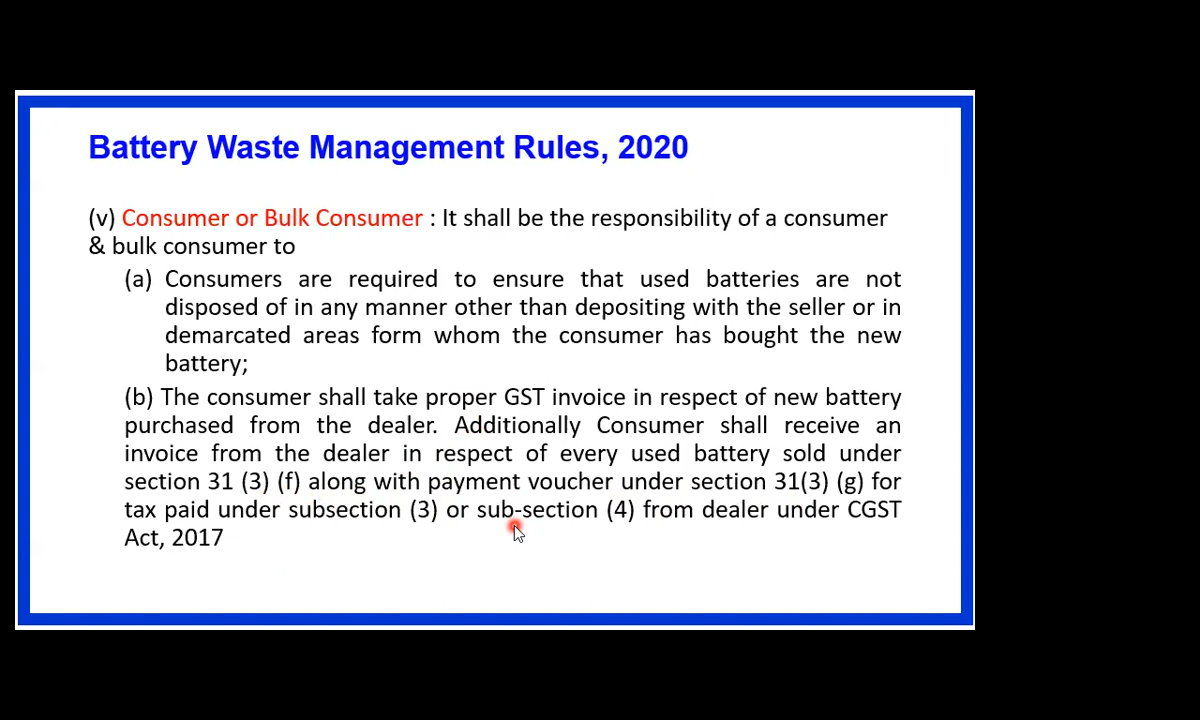 Battery Waste Management Rules, 2020
(v) Consumer or Bulk Consumer : It shall be the responsibility of a consumer
& bulk consumer to
(a) Consumers are required to ensure that used batteries are not
disposed of in any manner other than depositing with the seller or in
demarcated areas form whom the consumer has bought the new
battery;
(b) The consumer shall take proper GST invoice in respect of new battery
purchased from the dealer. Additionally Consumer shall receive an
invoice from the dealer in respect of every used battery sold under
section 31 (3) (f) along with payment voucher under section 31(3) (g) for
tax paid under subsection (3) or sub-section (4) from dealer under CGST
Act, 2017